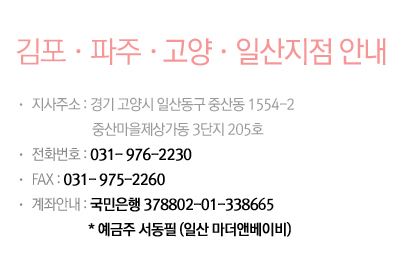 김포 · 파주 · 고양 · 일산지점 안내
· 지사주소 : 경기 고양시 일산동구 중산동 1554-2
중산마을제상가동 3단지 205호
· 전화번호 : 031- 976-2230
· FAX : 031- 975-2260
· 계좌안내 : 국민은행 378802-01-338665
* 예금주 서동필 (일산 마더앤베이비)